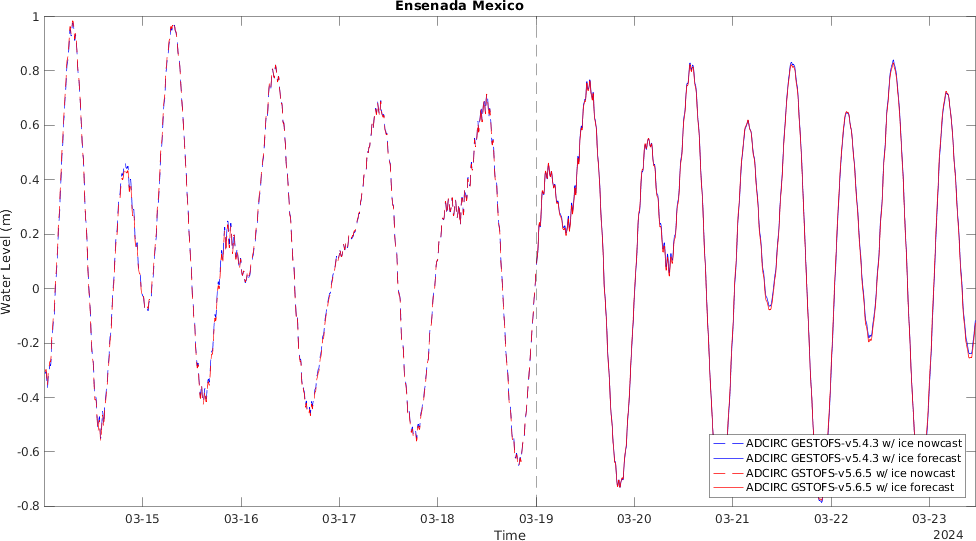 Ensenada Mexico
1
0.8
0.6
0.4
0.2
0
-0.2
-0.4
-0.6
-0.8
Water Level (m)
ADCIRC GESTOFS-v5.4.3 w/ ice nowcast
ADCIRC GESTOFS-v5.4.3 w/ ice forecast
ADCIRC GSTOFS-v5.6.5 w/ ice nowcast
ADCIRC GSTOFS-v5.6.5 w/ ice forecast
03-15 03-16 03-17 03-18 03-19 03-20 03-21 03-22 03-23
Time 2024